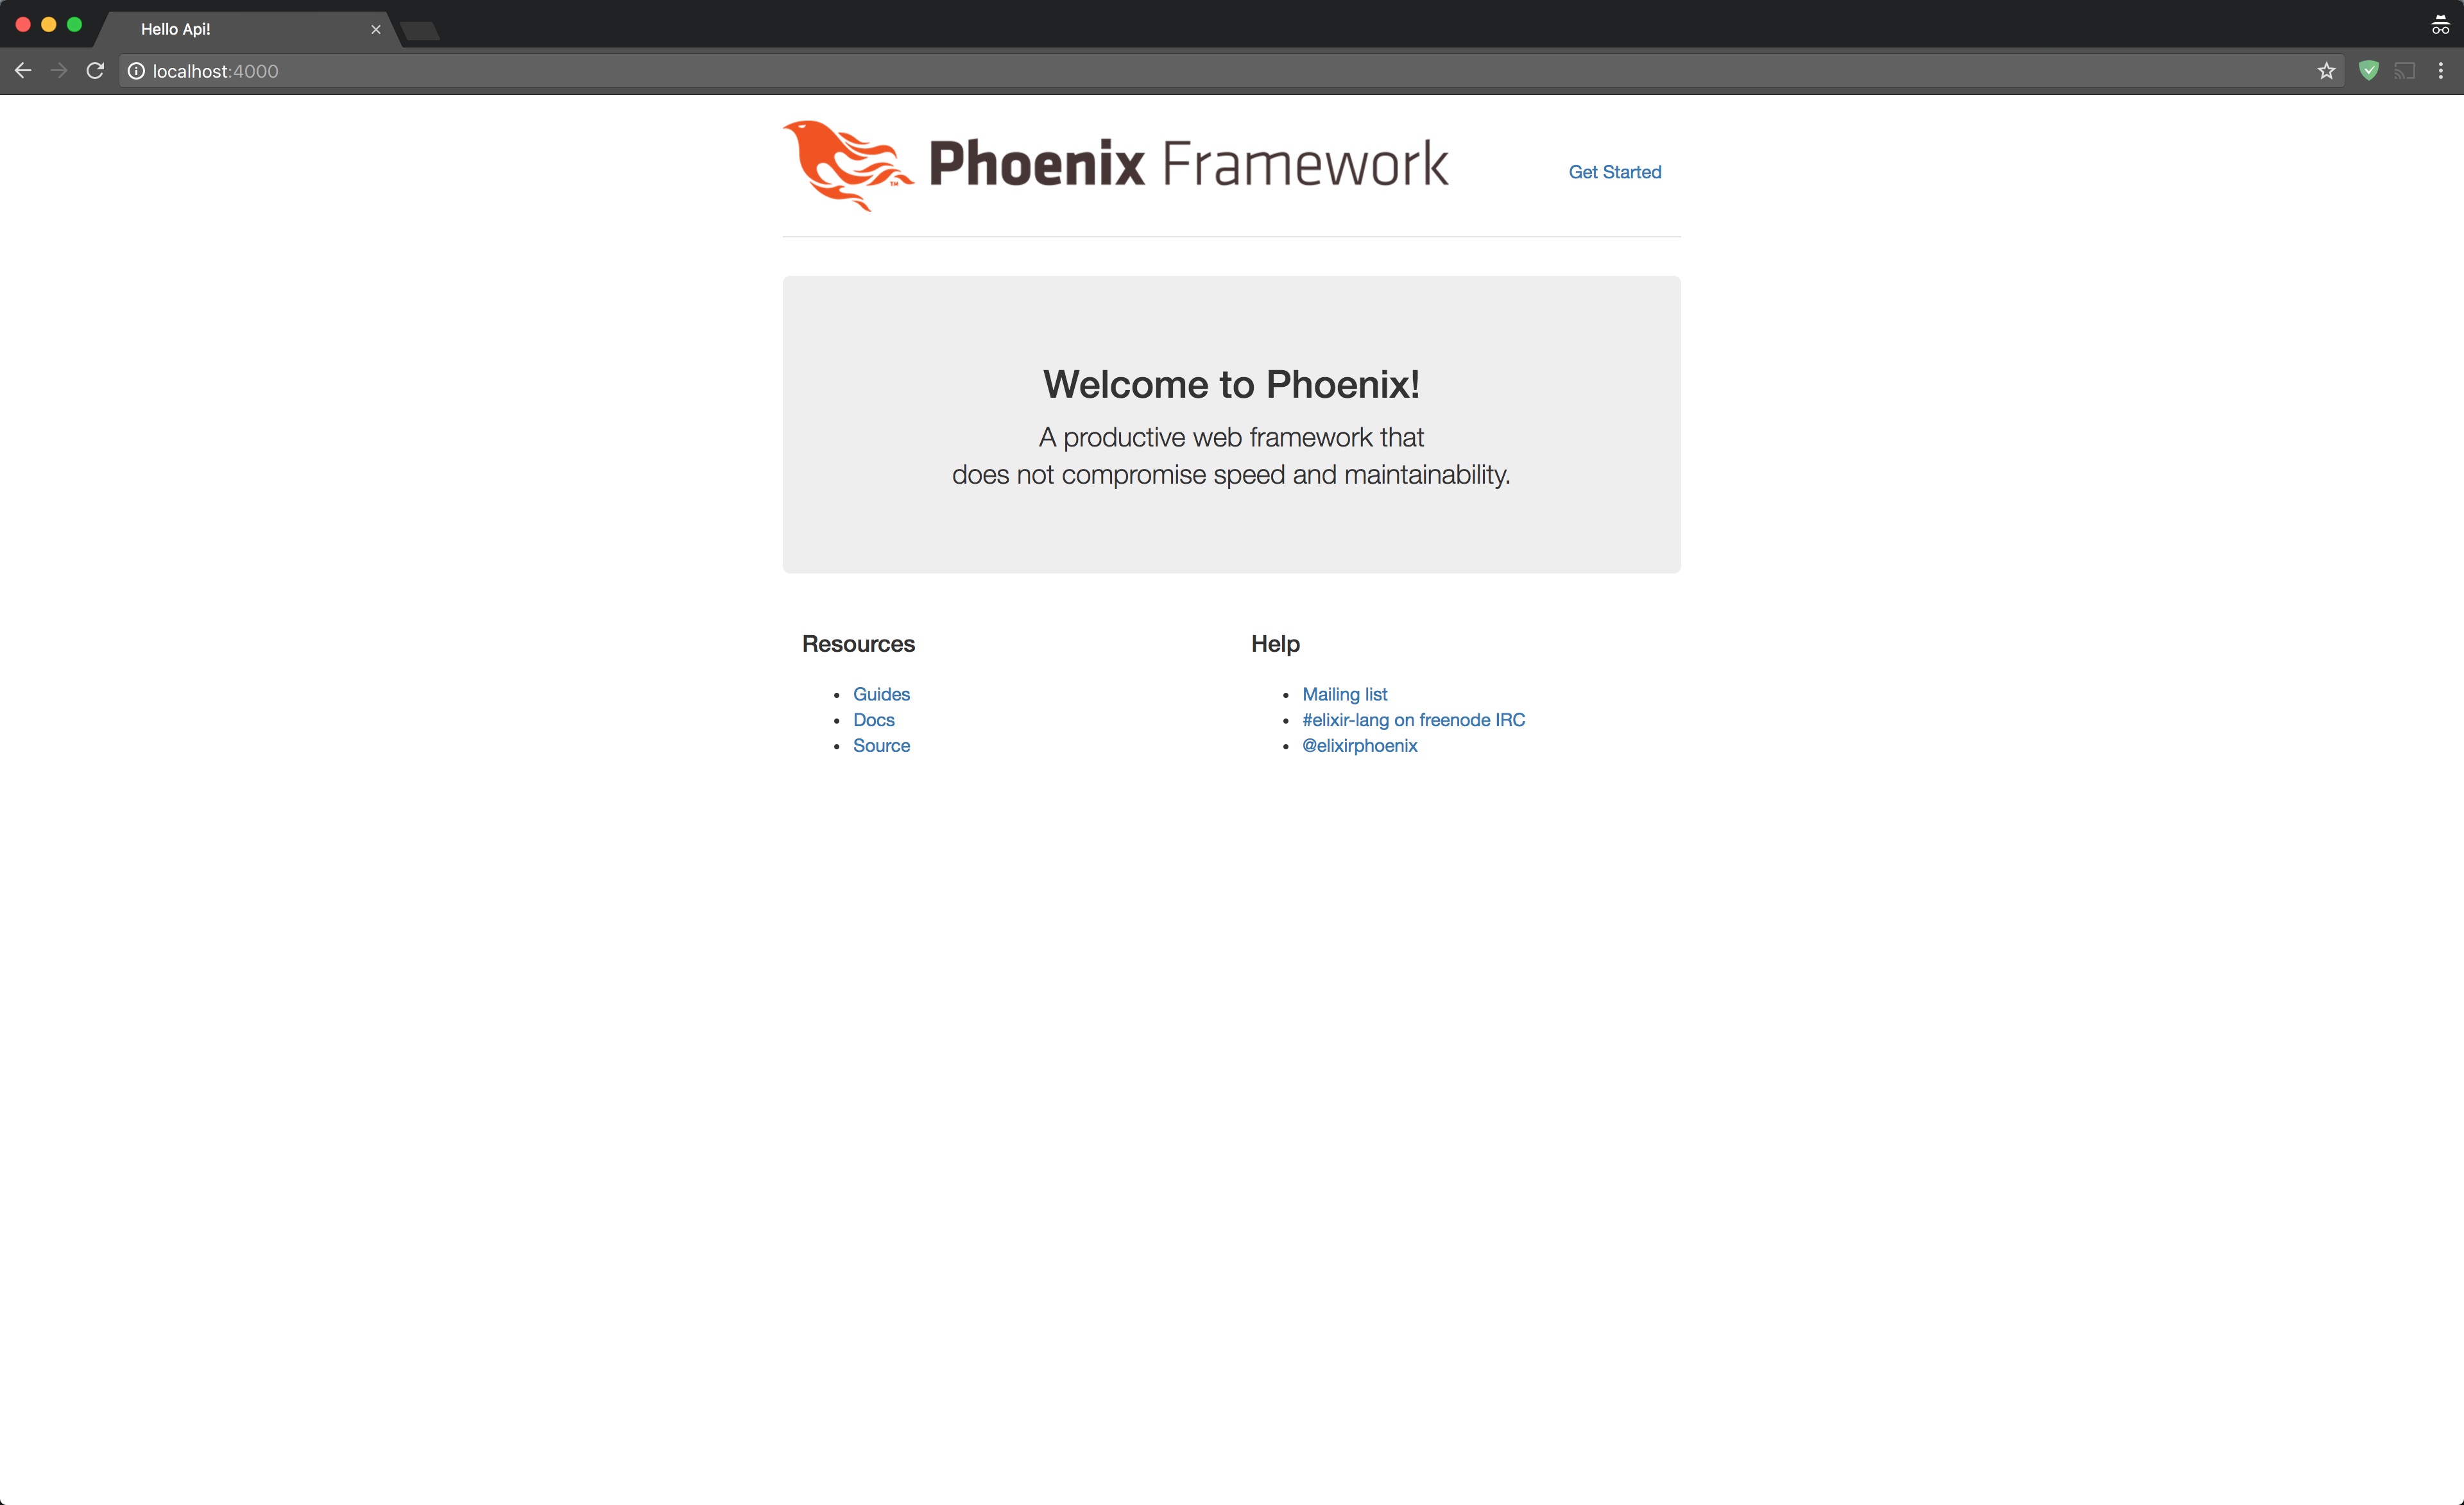 Hello Api!
localhost:4000
Phoenix Framework
Get Started
Welcome to Phoenix!
A productive web framework that
does not compromise speed and maintainability.
Resources
Guides
Docs
Source
Help
Mailing list
#elixir-lang on freenode IRC
@elixirphoenix